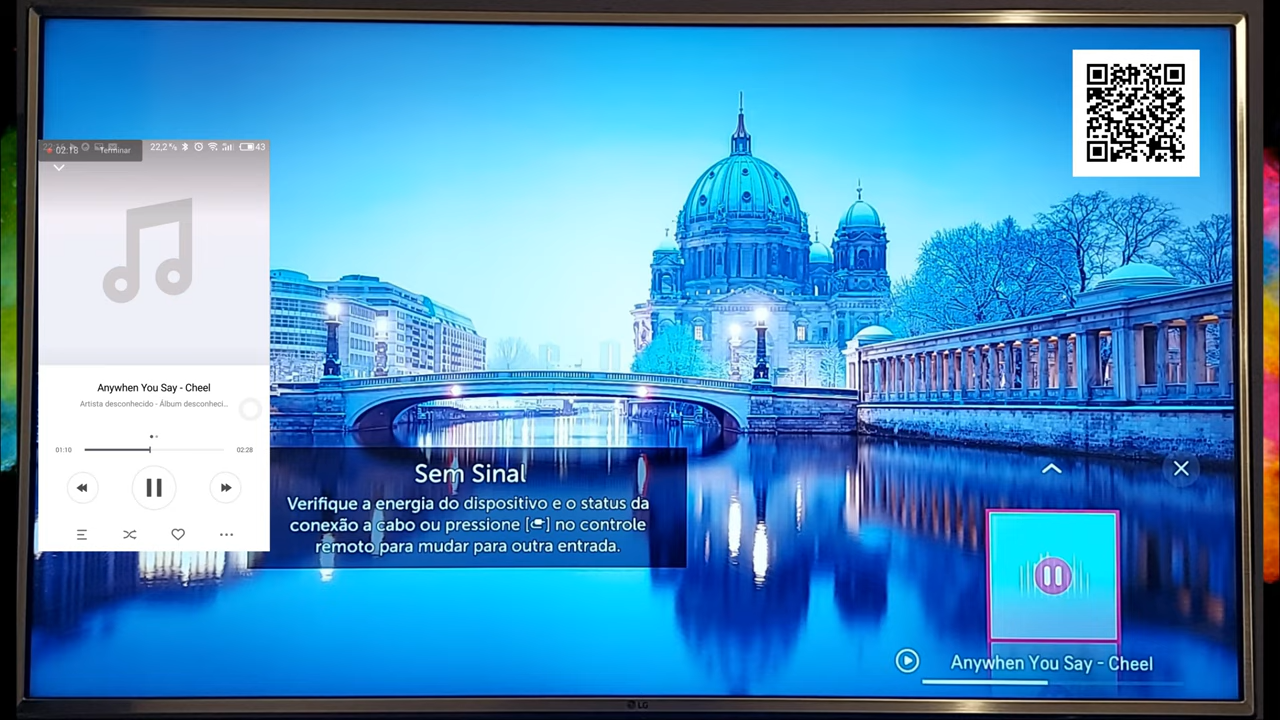 02:18 Terminar
22,2% 43
Anywhen You Say - Cheel
Artista desconhecido - Álbum desconheci...
01:10
02:28
Sem Sinal
Verifique a energia do dispositivo e o status da
conexão a cabo ou pressione [ ] no controle
remoto para mudar para outra entrada.
Anywhen You Say - Cheel
LG